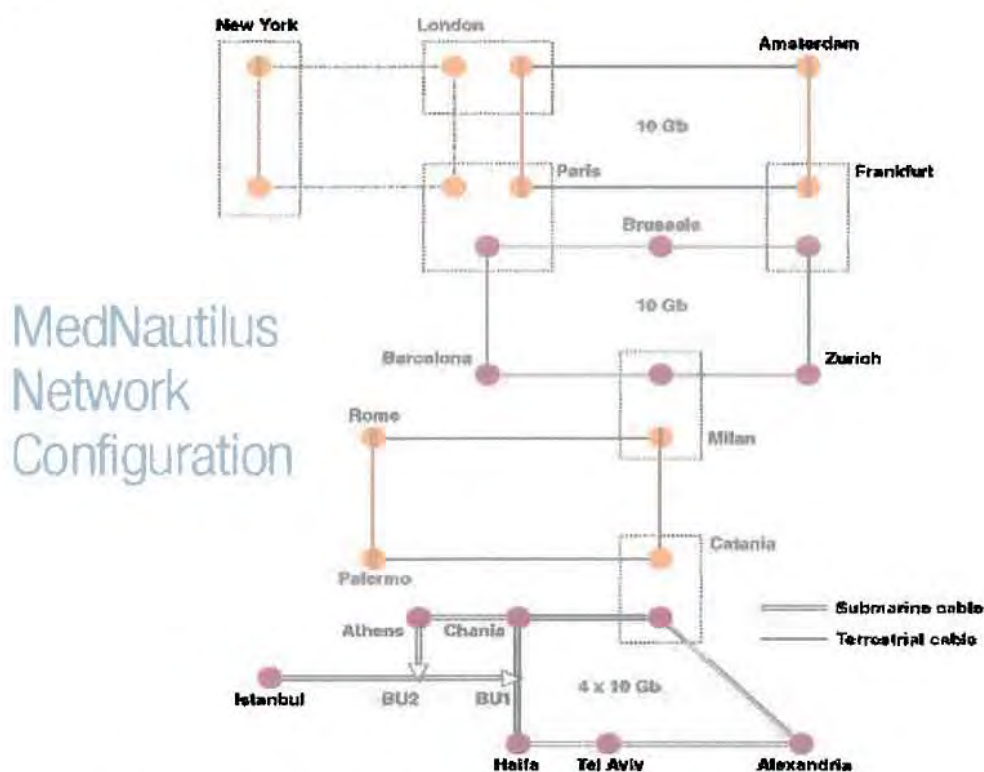 New York
London
Amsterdam
10 Gb
Paris
Frankfurt
Brussels
10 Gb
MedNautilus
Network
Configuration
Barcelona
Zurich
Rome
Milan
Catania
Palermo
Submarine cable
Athens
Chania
Terrestrial cable
4 x 10 Gb
Istanbul
BU2
BU1
Haifa
Tel Aviv
Alexandria